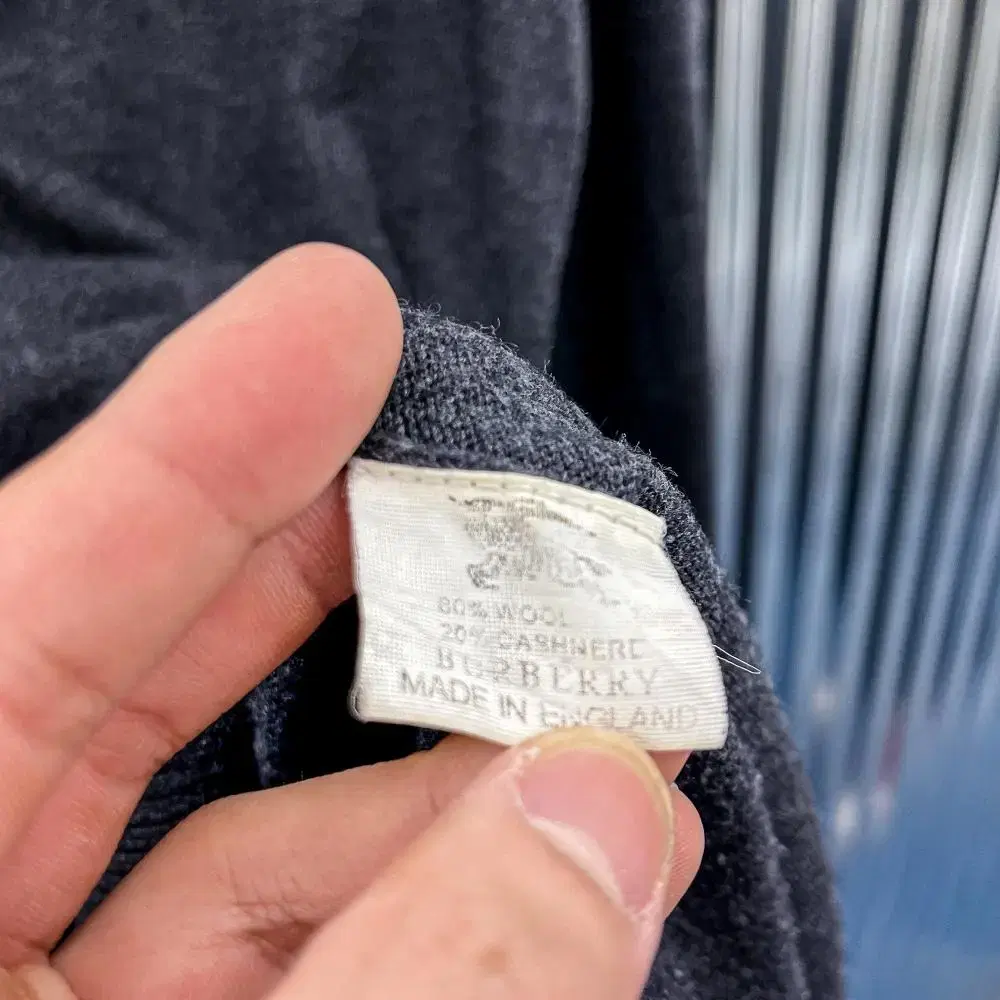 80% WOOL
20% CASHMERE
BURBERRY
MADE IN ENGLAND